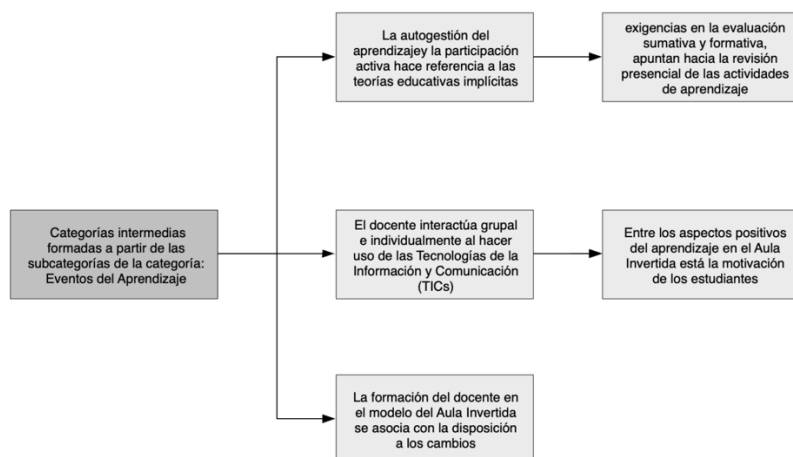 La autogestión del
aprendizajey la participación
activa hace referencia a las
teorías educativas implícitas
exigencias en la evaluación
sumativa y formativa,
apuntan hacia la revisión
presencial de las actividades
de aprendizaje
Categorías intermedias
formadas a partir de las
subcategorías de la categoría:
Eventos del Aprendizaje
El docente interactúa grupal
e individualmente al hacer
uso de las Tecnologías de la
Información y Comunicación
(TICs)
Entre los aspectos positivos
del aprendizaje en el Aula
Invertida está la motivación
de los estudiantes
La formación del docente en
el modelo del Aula Invertida
se asocia con la disposición
a los cambios